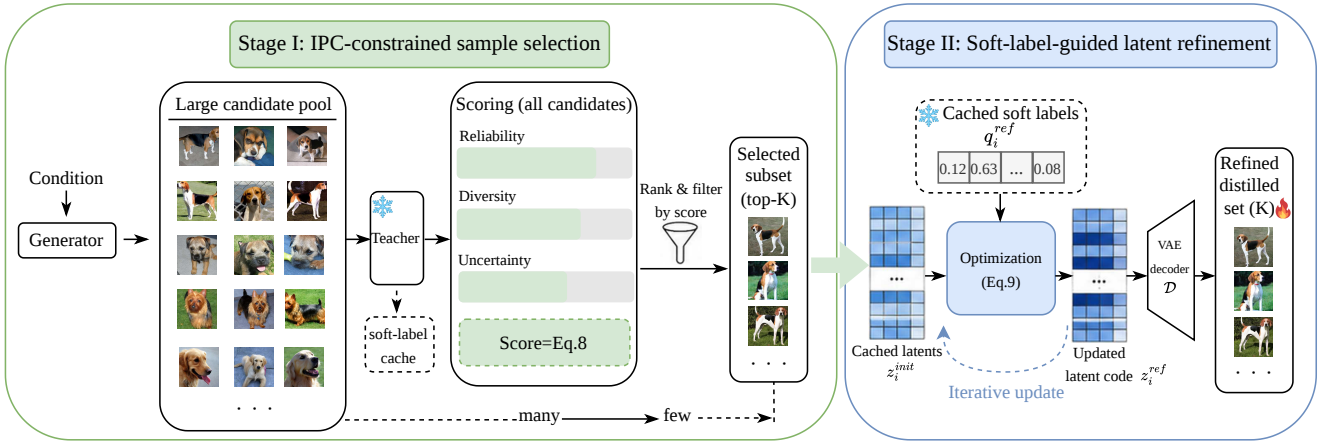 Stage I: IPC-constrained sample selection
Condition
Generator
Large candidate pool
. . .
Teacher
soft-label
cache
Scoring (all candidates)
Reliability
Diversity
Uncertainty
Score=Eq.8
Rank & filter
by score
Selected
subset
(top-K)
. . .
many
few
Stage II: Soft-label-guided latent refinement
Cached soft labels
q_i^{ref}
0.12 0.63 ... 0.08
...
Cached latents
z_i^{init}
Optimization
(Eq.9)
Iterative update
...
Updated
latent code z_i^{ref}
VAE
decoder
𝒟
Refined
distilled
set (K)
. . .